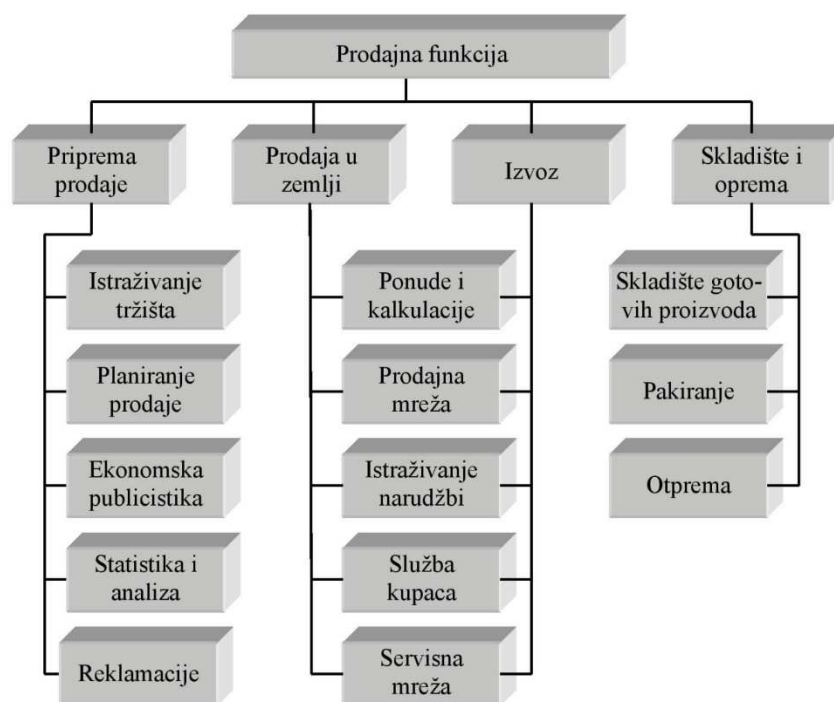 Prodajna funkcija
Priprema
prodaje
Prodaja u
zemlji
Izvoz
Skladište i
oprema
Istraživanje
tržišta
Planiranje
prodaje
Ekonomska
publicistika
Statistika i
analiza
Reklamacije
Ponude i
kalkulacije
Prodajna
mreža
Istraživanje
narudžbi
Služba
kupaca
Servisna
mreža
Skladište goto-
vih proizvoda
Pakiranje
Otprema